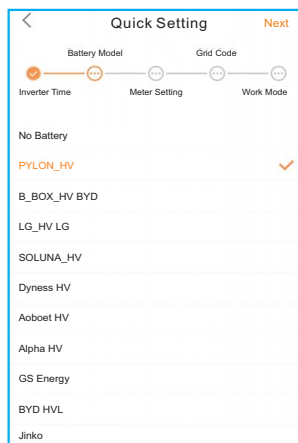 Quick Setting Next
Battery Model Grid Code
Inverter Time Meter Setting Work Mode
No Battery
PYLON_HV
B_BOX_HV BYD
LG_HV LG
SOLUNA_HV
Dyness HV
Aoboet HV
Alpha HV
GS Energy
BYD HVL
Jinko